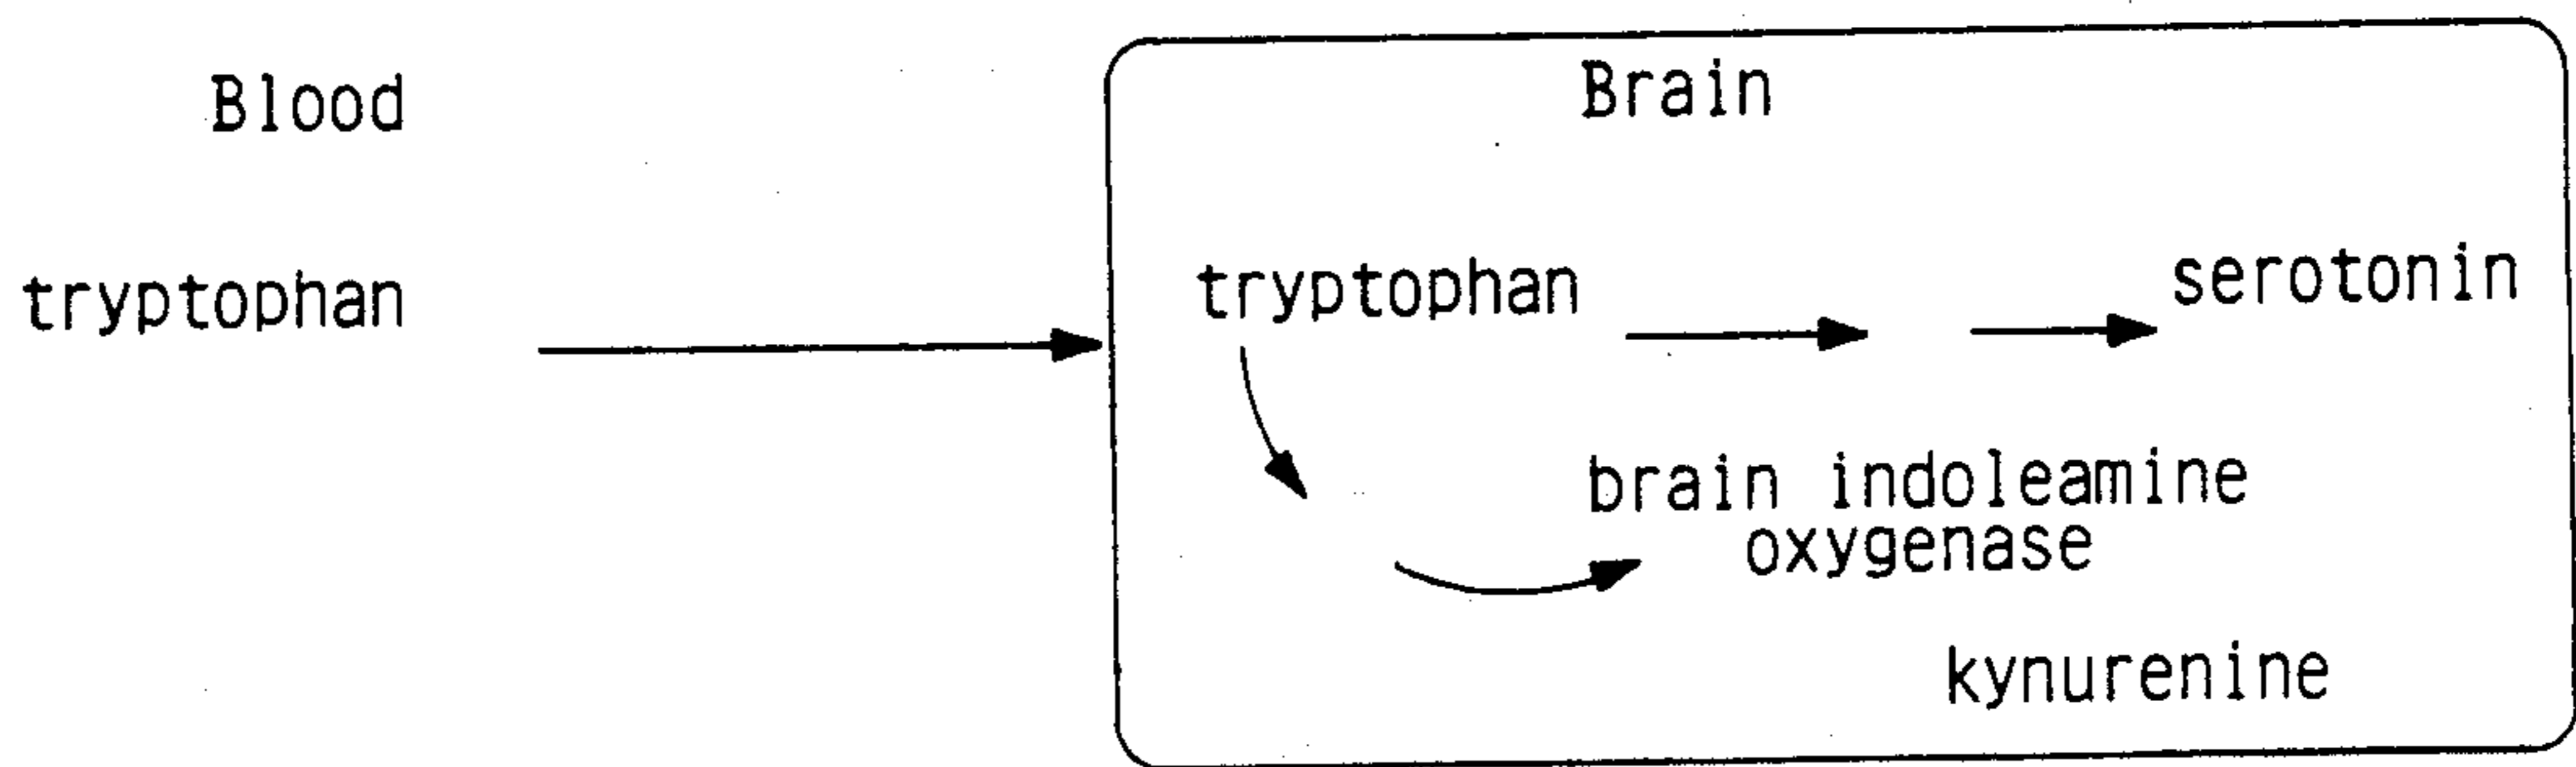 Blood
Brain
tryptophan
tryptophan
serotonin
brain indoleamine
oxygenase
kynurenine